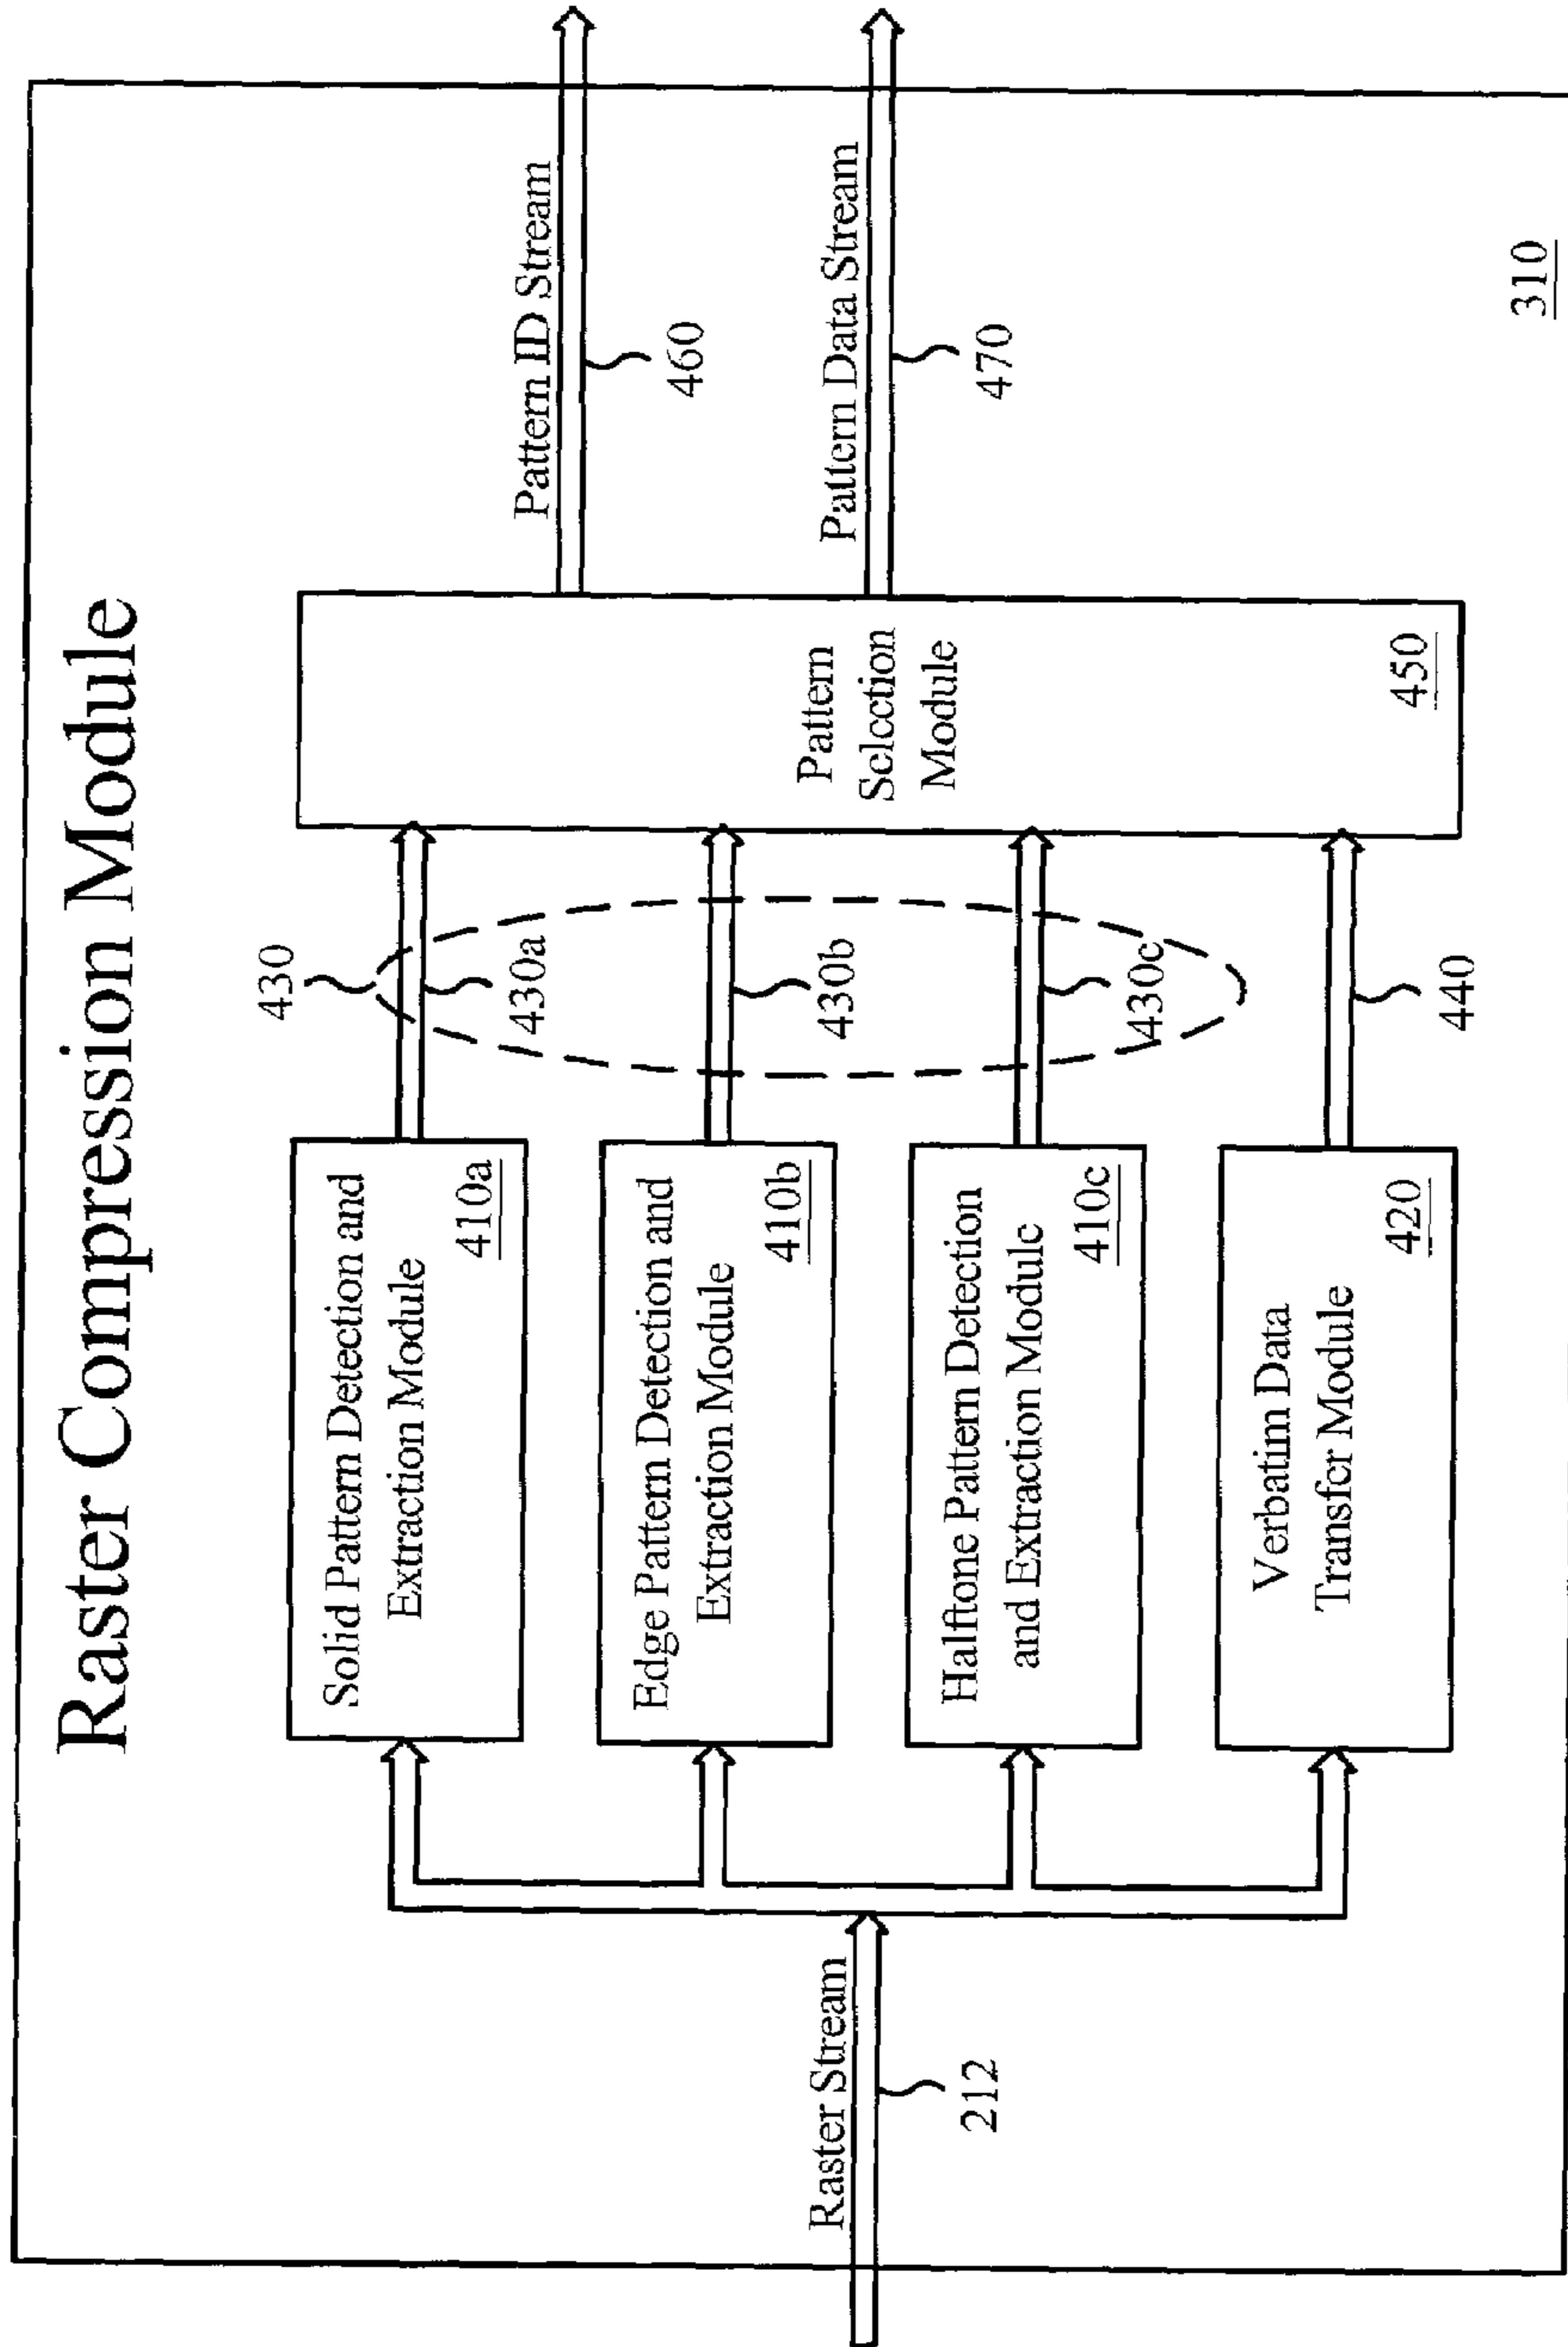 Raster Compression Module
Raster Stream
212
Solid Pattern Detection and
Extraction Module
410a
Edge Pattern Detection and
Extraction Module
410b
Halftone Pattern Detection
and Extraction Module
410c
Verbatim Data
Transfer Module
420
430
430a
430b
430c
440
Pattern
Selection
Module
450
Pattern ID Stream
460
Pattern Data Stream
470
310